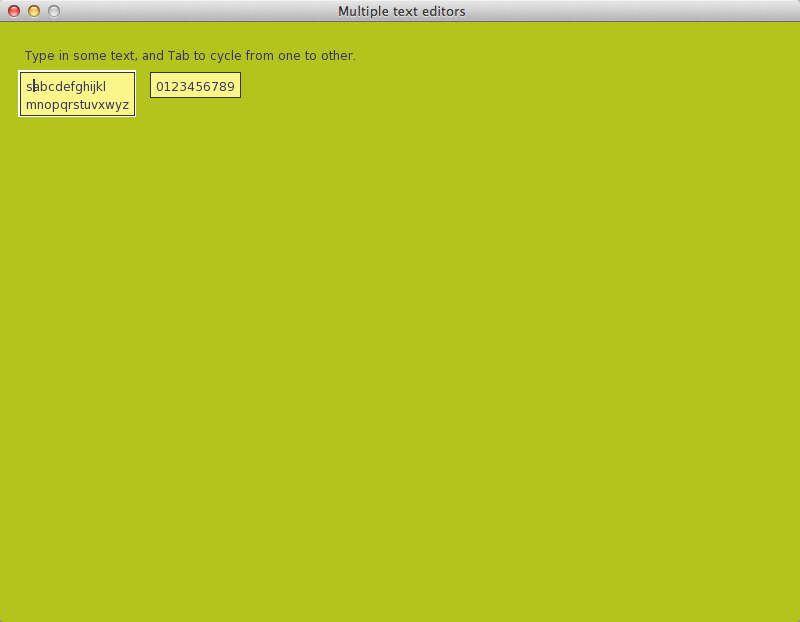 Multiple text editors
Type in some text, and Tab to cycle from one to other.
sabcdefghijkl
mnopqrstuvxwyz
0123456789